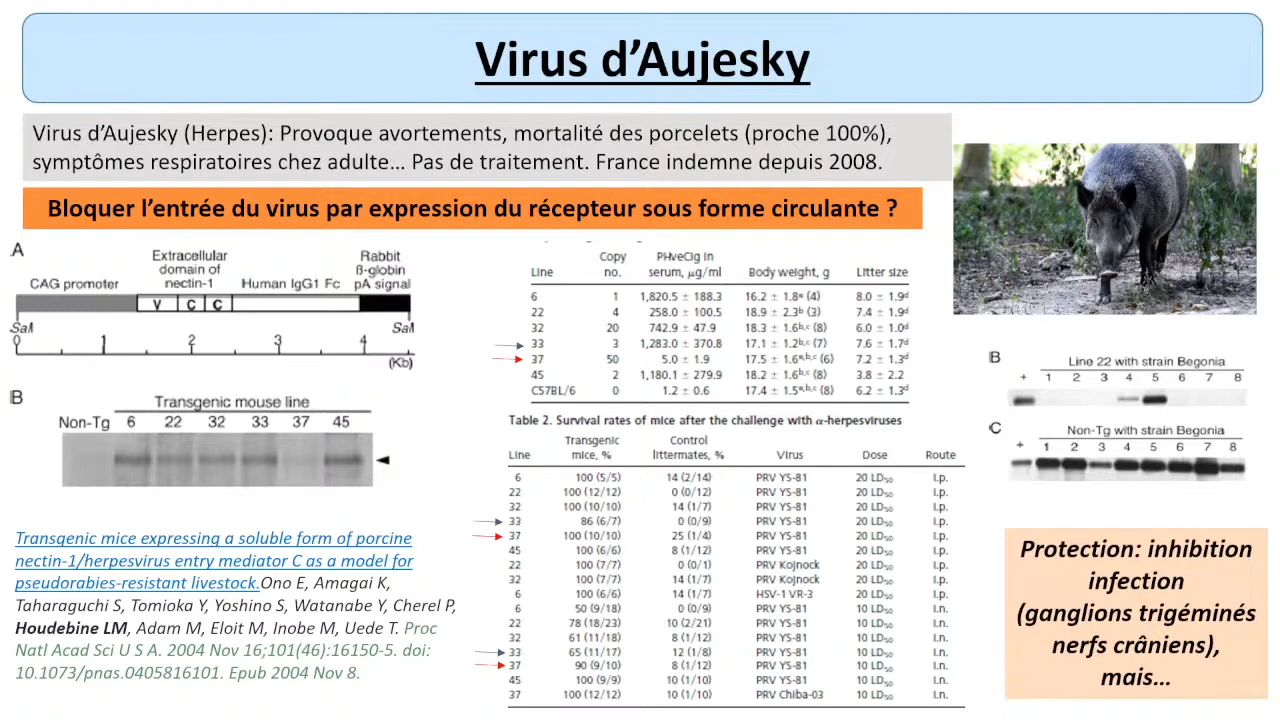 Virus d'Aujesky
Virus d'Aujesky (Herpes): Provoque avortements, mortalité des porcelets (proche 100%),
symptômes respiratoires chez adulte... Pas de traitement. France indemne depuis 2008.
Bloquer l'entrée du virus par expression du récepteur sous forme circulante ?
A
CAG promoter
Extracellular
domain of
nectin-1
Human IgG1 Fc
Rabbit
ß-globin
pA signal
V C C
SalI SalI
0 1 2 3 4
(Kb)
B
Transgenic mouse line
Non-Tg 6 22 32 33 37 45
Transgenic mice expressing a soluble form of porcine
nectin-1/herpesvirus entry mediator C as a model for
pseudorabies-resistant livestock.Ono E, Amagai K,
Taharaguchi S, Tomioka Y, Yoshino S, Watanabe Y, Cherel P,
Houdebine LM, Adam M, Eloit M, Inobe M, Uede T. Proc
Natl Acad Sci U S A. 2004 Nov 16;101(46):16150-5. doi:
10.1073/pnas.0405816101. Epub 2004 Nov 8.
Line Copy no. PHveCIg in serum, µg/ml Body weight, g Litter size
6 1 1,820.5 ± 188.3 16.2 ± 1.8ᵃ (4) 8.0 ± 1.9ᵈ
22 4 258.0 ± 100.5 18.9 ± 2.3ᵇ (3) 7.4 ± 1.9ᵈ
32 20 742.9 ± 47.9 18.3 ± 1.6ᵇ,ᶜ (8) 6.0 ± 1.0ᵈ
33 3 1,283.0 ± 370.8 17.1 ± 1.2ᵇ,ᶜ (7) 7.6 ± 1.7ᵈ
37 50 5.0 ± 1.9 17.5 ± 1.6ᵃ,ᵇ,ᶜ (6) 7.2 ± 1.3ᵈ
45 2 1,180.1 ± 279.9 18.2 ± 1.6ᵇ,ᶜ (8) 3.8 ± 2.2
C57BL/6 0 1.2 ± 0.6 17.4 ± 1.5ᵃ,ᵇ,ᶜ (8) 6.2 ± 1.3ᵈ
Table 2. Survival rates of mice after the challenge with α-herpesviruses
Line Transgenic mice, % Control littermates, % Virus Dose Route
6 100 (5/5) 14 (2/14) PRV YS-81 20 LD₅₀ i.p.
22 100 (12/12) 0 (0/12) PRV YS-81 20 LD₅₀ i.p.
32 100 (10/10) 14 (1/7) PRV YS-81 20 LD₅₀ i.p.
33 86 (6/7) 0 (0/9) PRV YS-81 20 LD₅₀ i.p.
37 100 (10/10) 25 (1/4) PRV YS-81 20 LD₅₀ i.p.
45 100 (6/6) 8 (1/12) PRV YS-81 20 LD₅₀ i.p.
22 100 (7/7) 0 (0/1) PRV Kojnock 20 LD₅₀ i.p.
32 100 (7/7) 14 (1/7) PRV Kojnock 20 LD₅₀ i.p.
6 100 (6/6) 14 (1/7) HSV-1 VR-3 20 LD₅₀ i.p.
6 50 (9/18) 0 (0/9) PRV YS-81 10 LD₅₀ i.n.
22 78 (18/23) 10 (2/21) PRV YS-81 10 LD₅₀ i.n.
32 61 (11/18) 8 (1/12) PRV YS-81 10 LD₅₀ i.n.
33 65 (11/17) 12 (1/8) PRV YS-81 10 LD₅₀ i.n.
37 90 (9/10) 8 (1/12) PRV YS-81 10 LD₅₀ i.n.
45 100 (9/9) 10 (1/10) PRV YS-81 10 LD₅₀ i.n.
37 100 (12/12) 10 (1/10) PRV Chiba-03 10 LD₅₀ i.n.
B
Line 22 with strain Begonia
+ 1 2 3 4 5 6 7 8
C
Non-Tg with strain Begonia
+ 1 2 3 4 5 6 7 8
Protection: inhibition
infection
(ganglions trigéminés
nerfs crâniens),
mais...